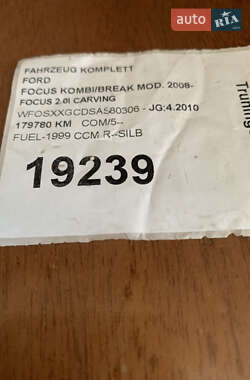 AUTO RIA
FAHRZEUG KOMPLETT
FORD
FOCUS KOMBI/BREAK MOD. 2008-
FOCUS 2.0I CARVING
WFOSXXGCDSAS80306 - JG:4.2010
179780 KM COM/5--
FUEL-1999 CCM R--SILB
19239